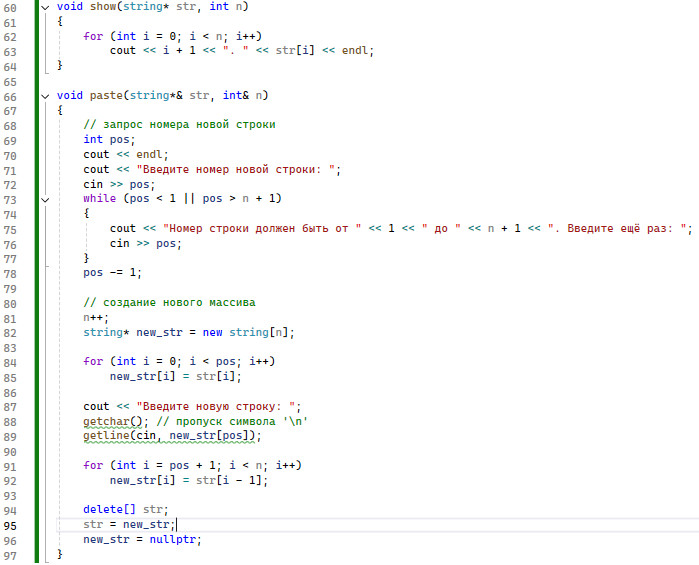 60 void show(string* str, int n)
61 {
62 for (int i = 0; i < n; i++)
63 cout << i + 1 << ". " << str[i] << endl;
64 }
65
66 void paste(string*& str, int& n)
67 {
68 // запрос номера новой строки
69 int pos;
70 cout << endl;
71 cout << "Введите номер новой строки: ";
72 cin >> pos;
73 while (pos < 1 || pos > n + 1)
74 {
75 cout << "Номер строки должен быть от " << 1 << " до " << n + 1 << ". Введите ещё раз: ";
76 cin >> pos;
77 }
78 pos -= 1;
79
80 // создание нового массива
81 n++;
82 string* new_str = new string[n];
83
84 for (int i = 0; i < pos; i++)
85 new_str[i] = str[i];
86
87 cout << "Введите новую строку: ";
88 getchar(); // пропуск символа '\n'
89 getline(cin, new_str[pos]);
90
91 for (int i = pos + 1; i < n; i++)
92 new_str[i] = str[i - 1];
93
94 delete[] str;
95 str = new_str;
96 new_str = nullptr;
97 }